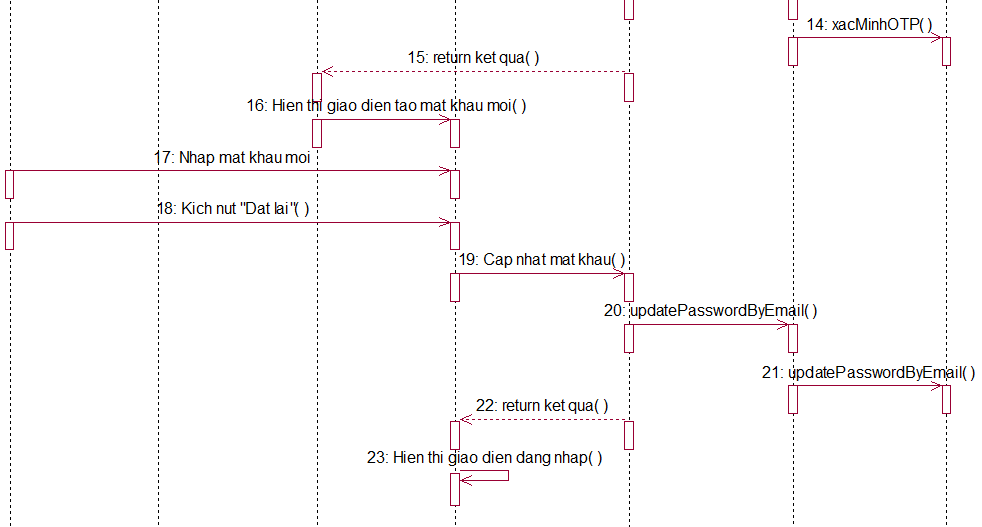 14: xacMinhOTP( )
15: return ket qua( )
16: Hien thi giao dien tao mat khau moi( )
17: Nhap mat khau moi
18: Kich nut "Dat lai"( )
19: Cap nhat mat khau( )
20: updatePasswordByEmail( )
21: updatePasswordByEmail( )
22: return ket qua( )
23: Hien thi giao dien dang nhap( )